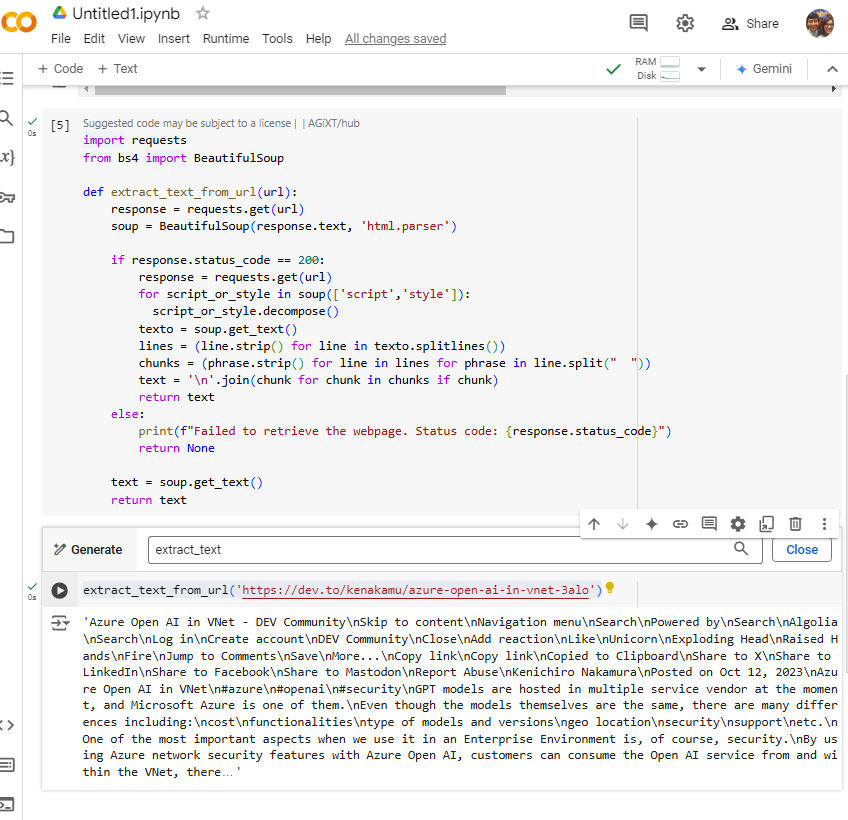 CO Untitled1.ipynb
File Edit View Insert Runtime Tools Help All changes saved
Share
+ Code + Text
RAM
Disk
Gemini
[5]
0s
Suggested code may be subject to a license | | AGiXT/hub
import requests
from bs4 import BeautifulSoup
def extract_text_from_url(url):
response = requests.get(url)
soup = BeautifulSoup(response.text, 'html.parser')
if response.status_code == 200:
response = requests.get(url)
for script_or_style in soup(['script','style']):
script_or_style.decompose()
texto = soup.get_text()
lines = (line.strip() for line in texto.splitlines())
chunks = (phrase.strip() for line in lines for phrase in line.split("  "))
text = '\n'.join(chunk for chunk in chunks if chunk)
return text
else:
print(f"Failed to retrieve the webpage. Status code: {response.status_code}")
return None
text = soup.get_text()
return text
Generate extract_text Close
0s
extract_text_from_url('https://dev.to/kenakamu/azure-open-ai-in-vnet-3alo')
'Azure Open AI in VNet - DEV Community\nSkip to content\nNavigation menu\nSearch\nPowered by\nSearch\nAlgolia
\nSearch\nLog in\nCreate account\nDEV Community\nClose\nAdd reaction\nLike\nUnicorn\nExploding Head\nRaised H
ands\nFire\nJump to Comments\nSave\nMore...\nCopy link\nCopy link\nCopied to Clipboard\nShare to X\nShare to
LinkedIn\nShare to Facebook\nShare to Mastodon\nReport Abuse\nKenichiro Nakamura\nPosted on Oct 12, 2023\nAzu
re Open AI in VNet\n#azure\n#openai\n#security\nGPT models are hosted in multiple service vendor at the momen
t, and Microsoft Azure is one of them.\nEven though the models themselves are the same, there are many differ
ences including:\ncost\nfunctionalities\ntype of models and versions\ngeo location\nsecurity\nsupport\netc.\n
One of the most important aspects when we use it in an Enterprise Environment is, of course, security.\nBy us
ing Azure network security features with Azure Open AI, customers can consume the Open AI service from and wi
thin the VNet, there…'